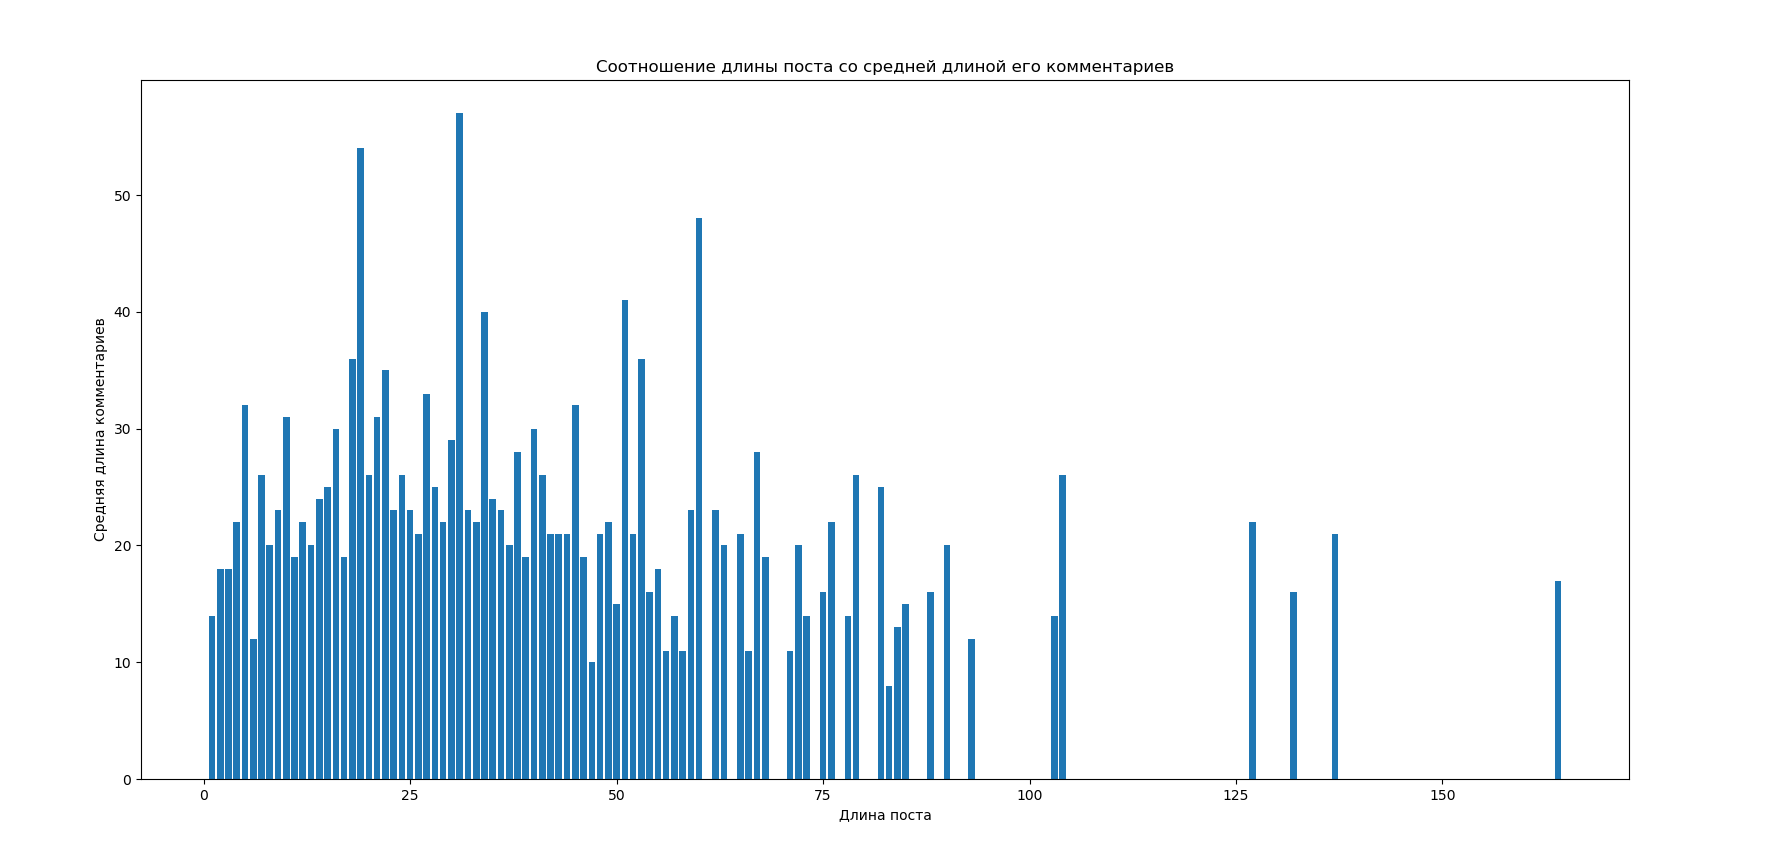 Соотношение длины поста со средней длиной его комментариев
Средняя длина комментариев
50
40
30
20
10
0
0 25 50 75 100 125 150
Длина поста